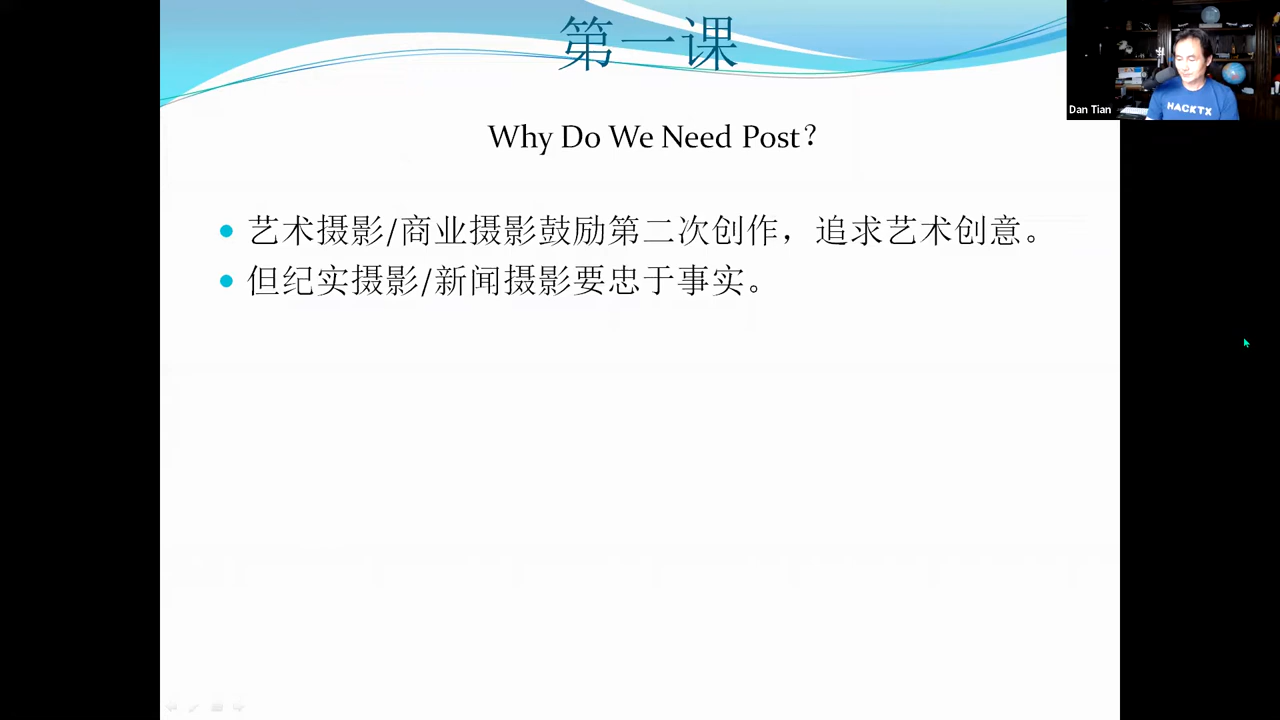 第一课
Why Do We Need Post？
艺术摄影/商业摄影鼓励第二次创作，追求艺术创意。
但纪实摄影/新闻摄影要忠于事实。
Dan Tian
HACKTX